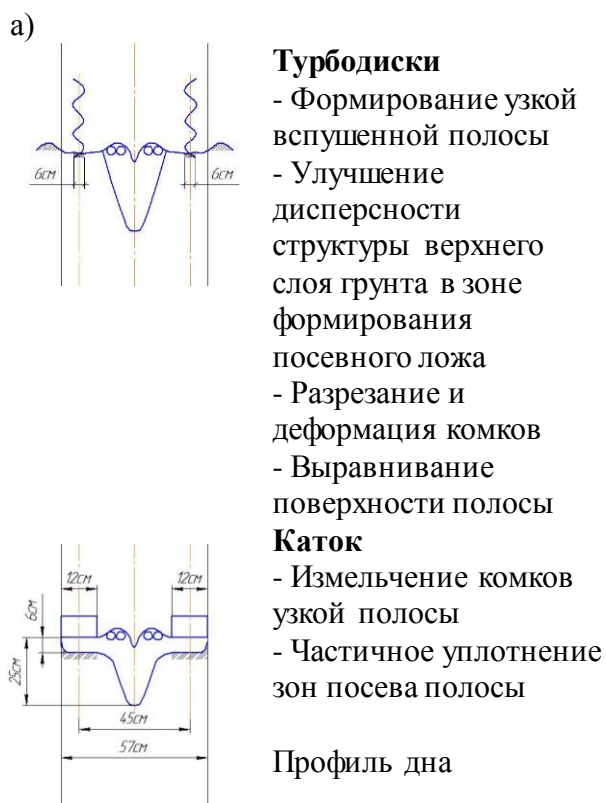 а)
Турбодиски
- Формирование узкой
вспушенной полосы
- Улучшение
дисперсности
структуры верхнего
слоя грунта в зоне
формирования
посевного ложа
- Разрезание и
деформация комков
- Выравнивание
поверхности полосы
6см
6см
Каток
- Измельчение комков
узкой полосы
- Частичное уплотнение
зон посева полосы
Профиль дна
12см
12см
6см
25см
45см
57см